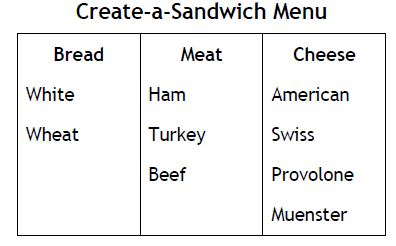 Create-a-Sandwich Menu
Bread Meat Cheese
White Ham American
Wheat Turkey Swiss
Beef Provolone
Muenster